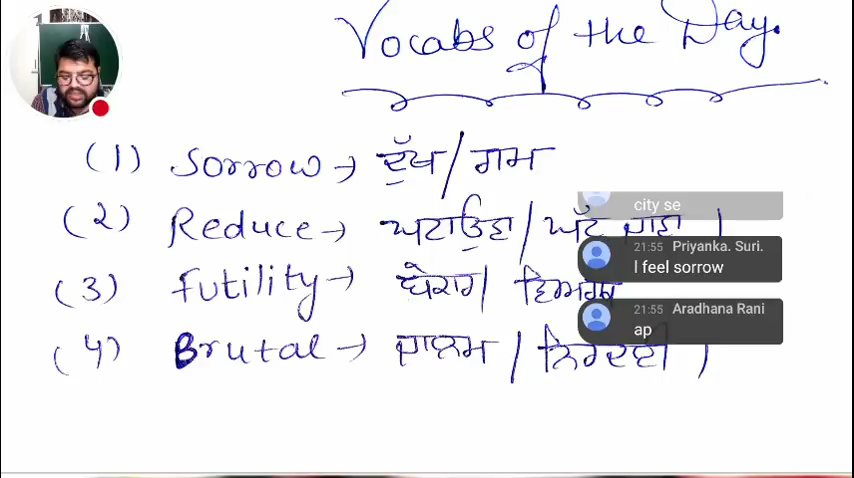 Vocabs of the Day.
(1) Sorrow → ਦੁੱਖ / ਗਮ
(2) Reduce → ਘਟਾਉਣਾ / ਘੱਟ ਜਾਣਾ |
(3) Futility → ਬੇਕਾਰ /
(4) Brutal → ਜਾਲਮ / ਨਿਰਦਈ |
city se
21:55 Priyanka. Suri.
I feel sorrow
21:55 Aradhana Rani
ap